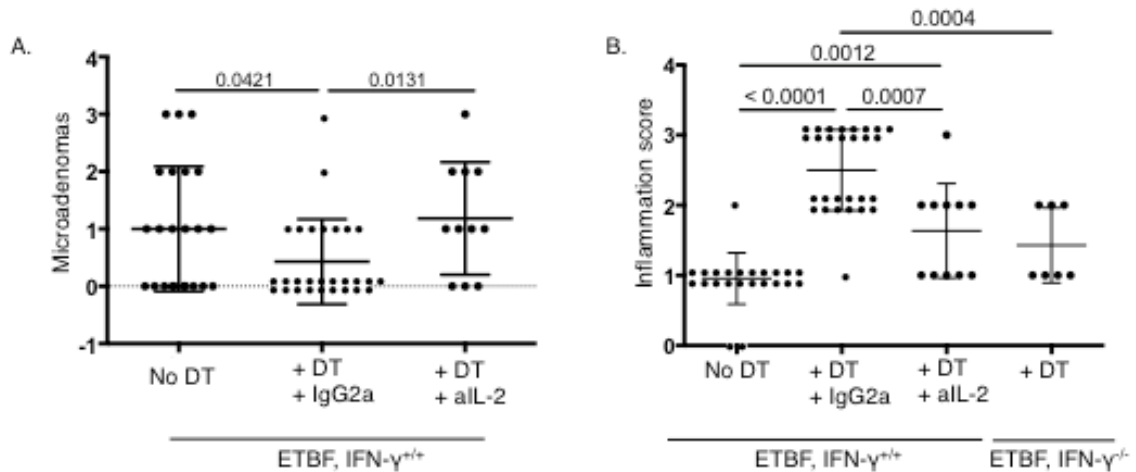 A.
4
3
2
1
0
-1
Microadenomas
0.0421
0.0131
No DT
+ DT
+ IgG2a
+ DT
+ aIL-2
ETBF, IFN-γ+/+
B.
4
3
2
1
0
Inflammation score
0.0004
0.0012
< 0.0001
0.0007
No DT
+ DT
+ IgG2a
+ DT
+ aIL-2
+ DT
ETBF, IFN-γ+/+
ETBF, IFN-γ-/-